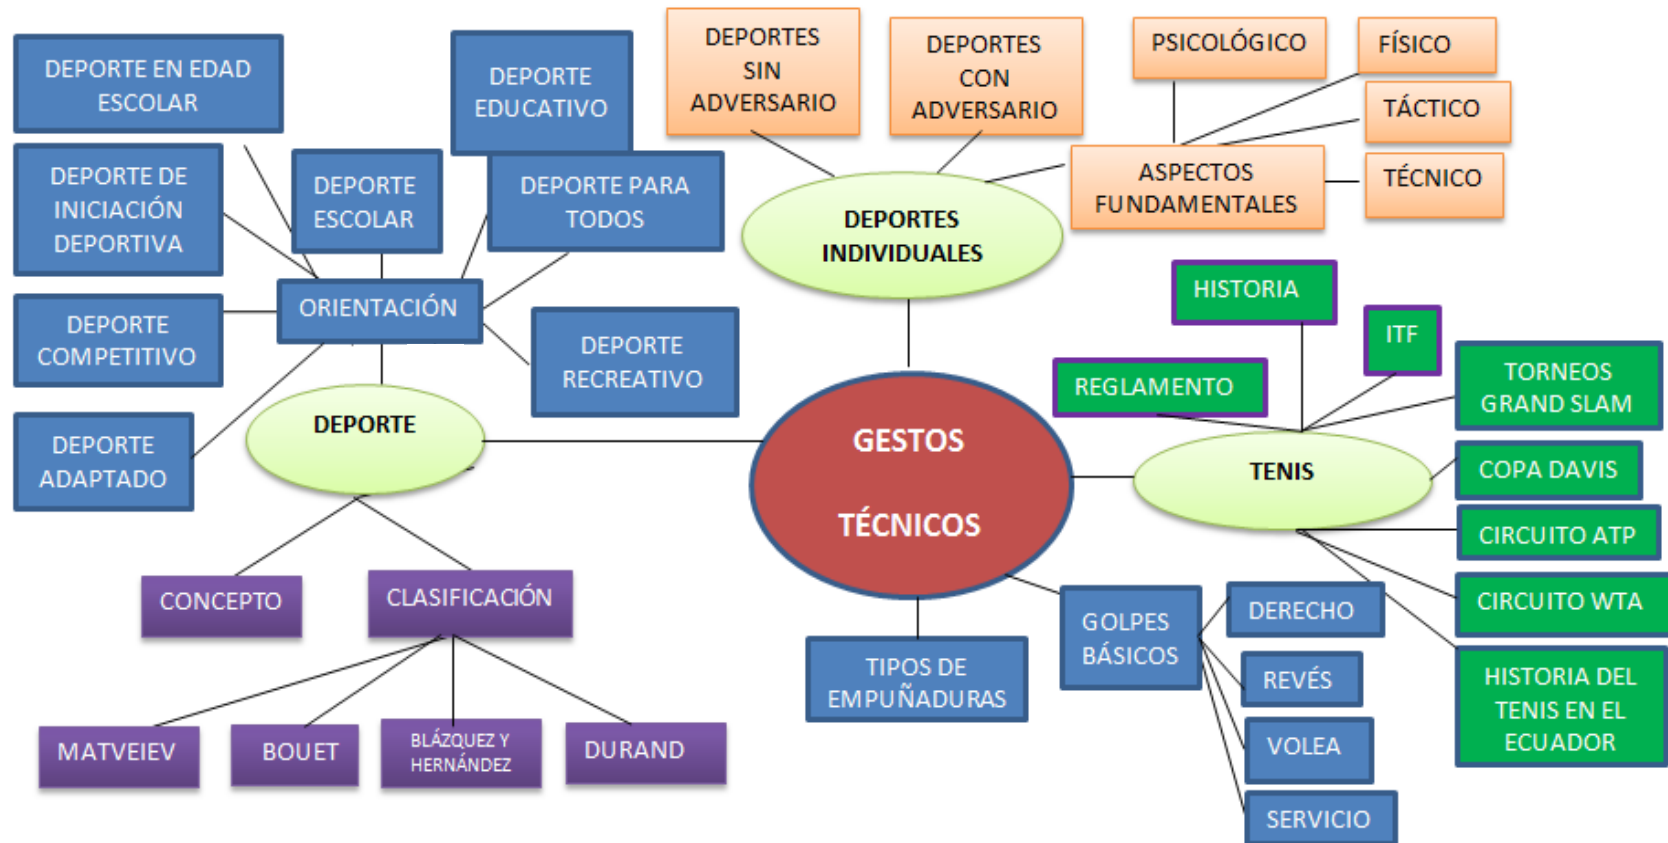 DEPORTE EN EDAD
ESCOLAR
DEPORTE
EDUCATIVO
DEPORTE DE
INICIACIÓN
DEPORTIVA
DEPORTE
ESCOLAR
DEPORTE PARA
TODOS
ORIENTACIÓN
DEPORTE
COMPETITIVO
DEPORTE
RECREATIVO
DEPORTE
ADAPTADO
DEPORTE
CONCEPTO
CLASIFICACIÓN
MATVEIEV
BOUET
BLÁZQUEZ Y
HERNÁNDEZ
DURAND
DEPORTES
SIN
ADVERSARIO
DEPORTES
CON
ADVERSARIO
PSICOLÓGICO
FÍSICO
TÁCTICO
TÉCNICO
ASPECTOS
FUNDAMENTALES
DEPORTES
INDIVIDUALES
GESTOS
TÉCNICOS
HISTORIA
ITF
REGLAMENTO
TORNEOS
GRAND SLAM
TENIS
COPA DAVIS
CIRCUITO ATP
CIRCUITO WTA
HISTORIA DEL
TENIS EN EL
ECUADOR
TIPOS DE
EMPUÑADURAS
GOLPES
BÁSICOS
DERECHO
REVÉS
VOLEA
SERVICIO